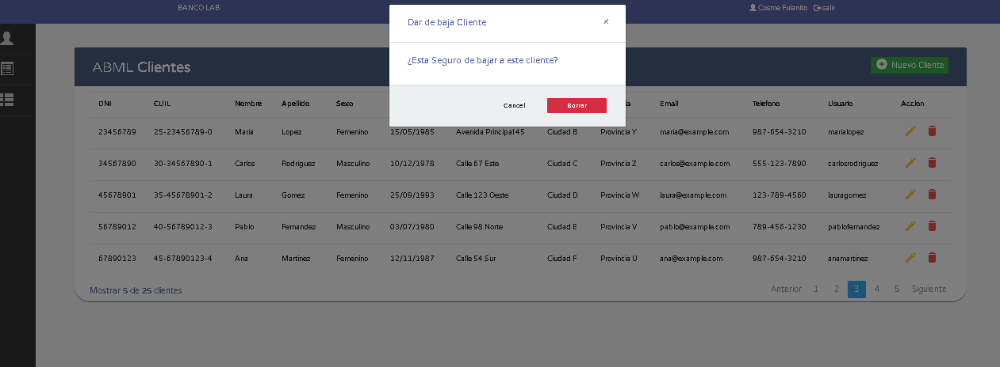 BANCO LAB
Cosme Fulanito salir
Dar de baja Cliente ×
¿Esta Seguro de bajar a este cliente?
Cancel Borrar
ABML Clientes Nuevo Cliente
DNI CUIL Nombre Apellido Sexo Email Telefono Usuario Accion
23456789 25-23456789-0 Maria Lopez Femenino 15/05/1985 Avenida Principal 45 Ciudad B Provincia Y maria@example.com 987-654-3210 marialopez
34567890 30-34567890-1 Carlos Rodriguez Masculino 10/12/1978 Calle 67 Este Ciudad C Provincia Z carlos@example.com 555-123-7890 carlosrodriguez
45678901 35-45678901-2 Laura Gomez Femenino 25/09/1993 Calle 123 Oeste Ciudad D Provincia W laura@example.com 123-789-4560 lauragomez
56789012 40-56789012-3 Pablo Fernandez Masculino 03/07/1980 Calle 98 Norte Ciudad E Provincia V pablo@example.com 789-456-1230 pablofernandez
67890123 45-67890123-4 Ana Martinez Femenino 12/11/1987 Calle 54 Sur Ciudad F Provincia U ana@example.com 987-654-3210 anamartinez
Mostrar 5 de 25 clientes Anterior 1 2 3 4 5 Siguiente